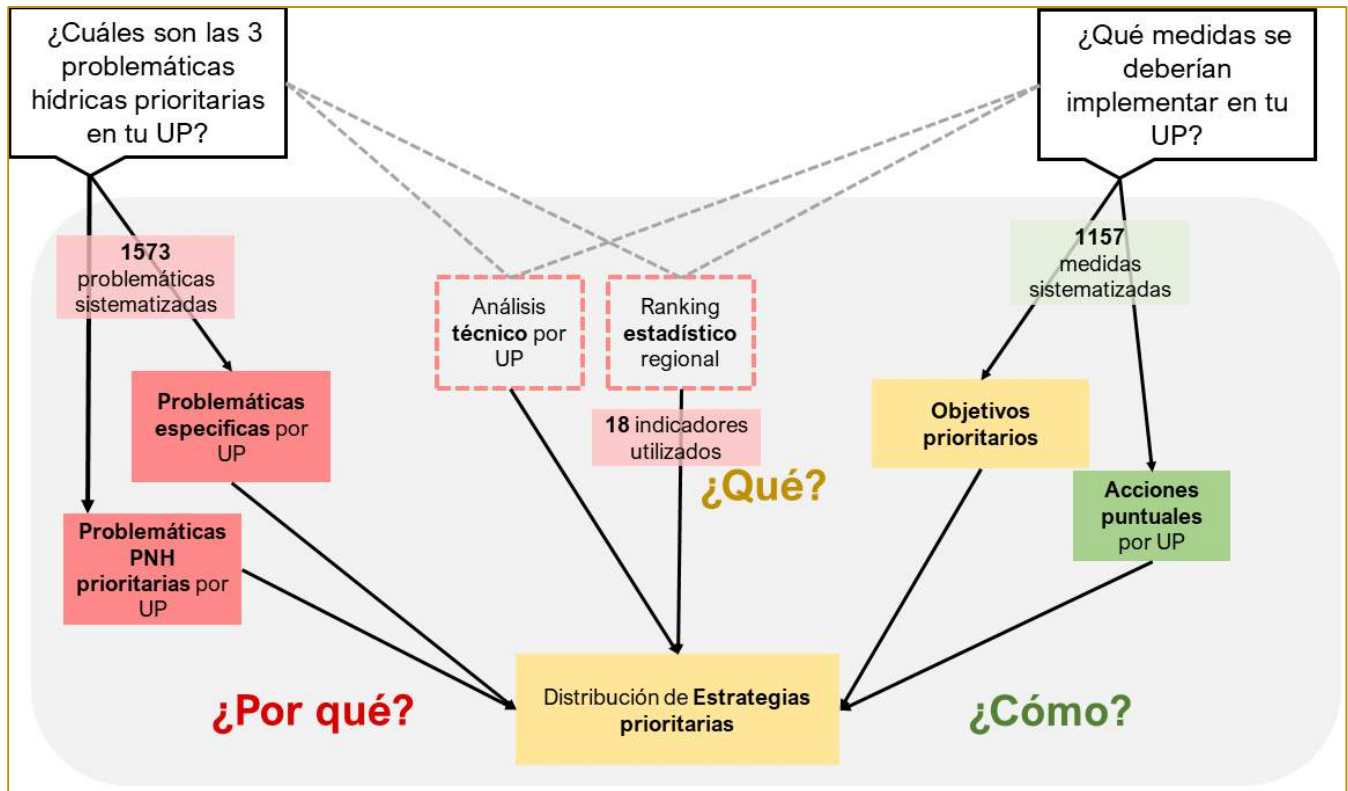 ¿Cuáles son las 3
problemáticas
hídricas prioritarias
en tu UP?
¿Qué medidas se
deberían
implementar en tu
UP?
1573
problemáticas
sistematizadas
1157
medidas
sistematizadas
Análisis
técnico por
UP
Ranking
estadístico
regional
18 indicadores
utilizados
Problemáticas
especificas por
UP
Objetivos
prioritarios
¿Qué?
Acciones
puntuales
por UP
Problemáticas
PNH
prioritarias por
UP
Distribución de Estrategias
prioritarias
¿Por qué?
¿Cómo?